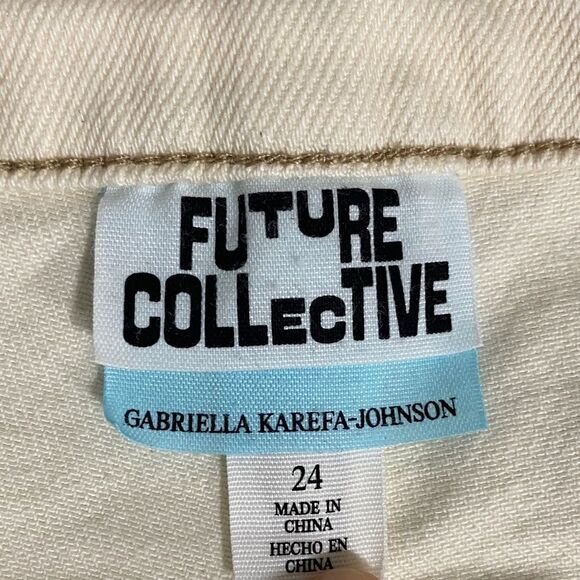 FUTURE
COLLECTIVE
GABRIELLA KAREFA-JOHNSON
24
MADE IN
CHINA
HECHO EN
CHINA